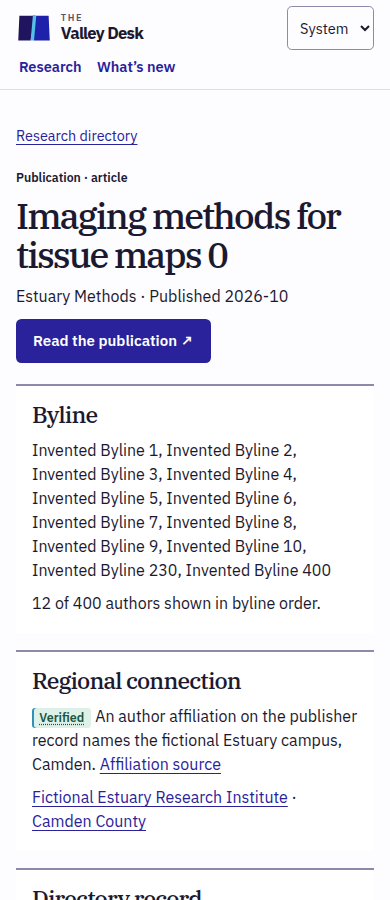 THE
Valley Desk
System
Research What's new
Research directory
Publication · article
Imaging methods for
tissue maps 0
Estuary Methods · Published 2026-10
Read the publication ↗
Byline
Invented Byline 1, Invented Byline 2,
Invented Byline 3, Invented Byline 4,
Invented Byline 5, Invented Byline 6,
Invented Byline 7, Invented Byline 8,
Invented Byline 9, Invented Byline 10,
Invented Byline 230, Invented Byline 400
12 of 400 authors shown in byline order.
Regional connection
Verified An author affiliation on the publisher
record names the fictional Estuary campus,
Camden. Affiliation source
Fictional Estuary Research Institute ·
Camden County
Directory record